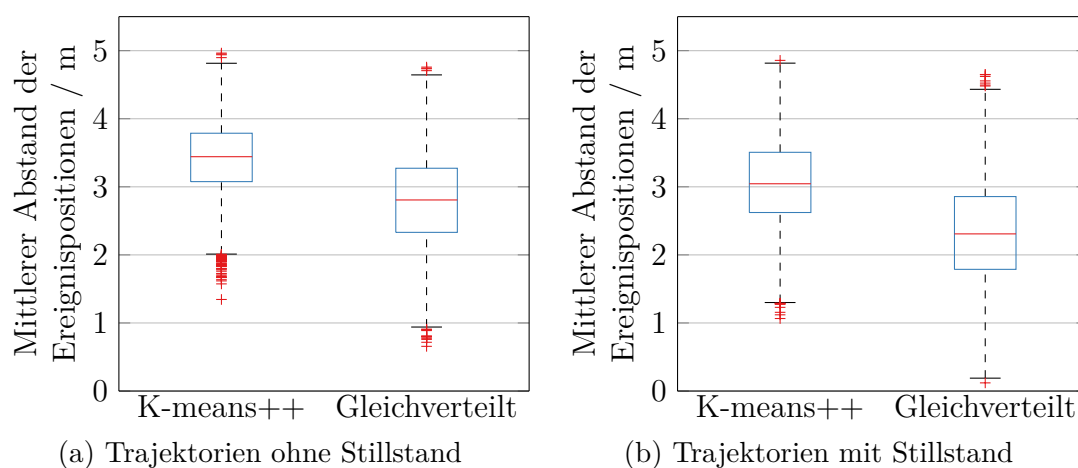 Mittlerer Abstand der
Ereignispositionen / m
5
4
3
2
1
0
K-means++ Gleichverteilt
(a) Trajektorien ohne Stillstand
Mittlerer Abstand der
Ereignispositionen / m
5
4
3
2
1
0
K-means++ Gleichverteilt
(b) Trajektorien mit Stillstand